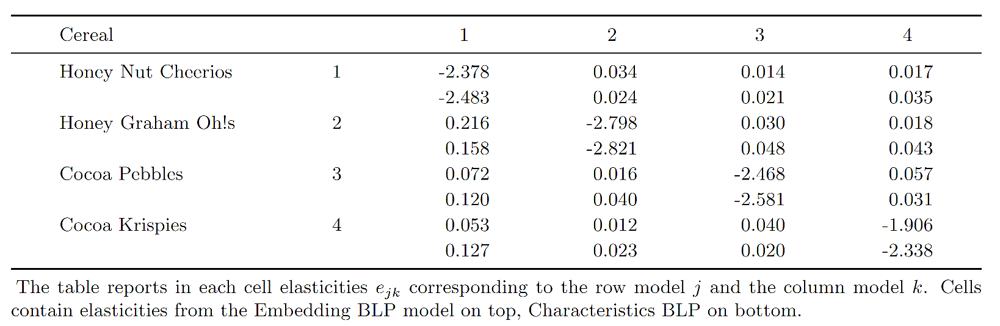 Cereal 1 2 3 4
Honey Nut Cheerios 1 -2.378 0.034 0.014 0.017
-2.483 0.024 0.021 0.035
Honey Graham Oh!s 2 0.216 -2.798 0.030 0.018
0.158 -2.821 0.048 0.043
Cocoa Pebbles 3 0.072 0.016 -2.468 0.057
0.120 0.040 -2.581 0.031
Cocoa Krispies 4 0.053 0.012 0.040 -1.906
0.127 0.023 0.020 -2.338
The table reports in each cell elasticities e_{jk} corresponding to the row model j and the column model k. Cells
contain elasticities from the Embedding BLP model on top, Characteristics BLP on bottom.